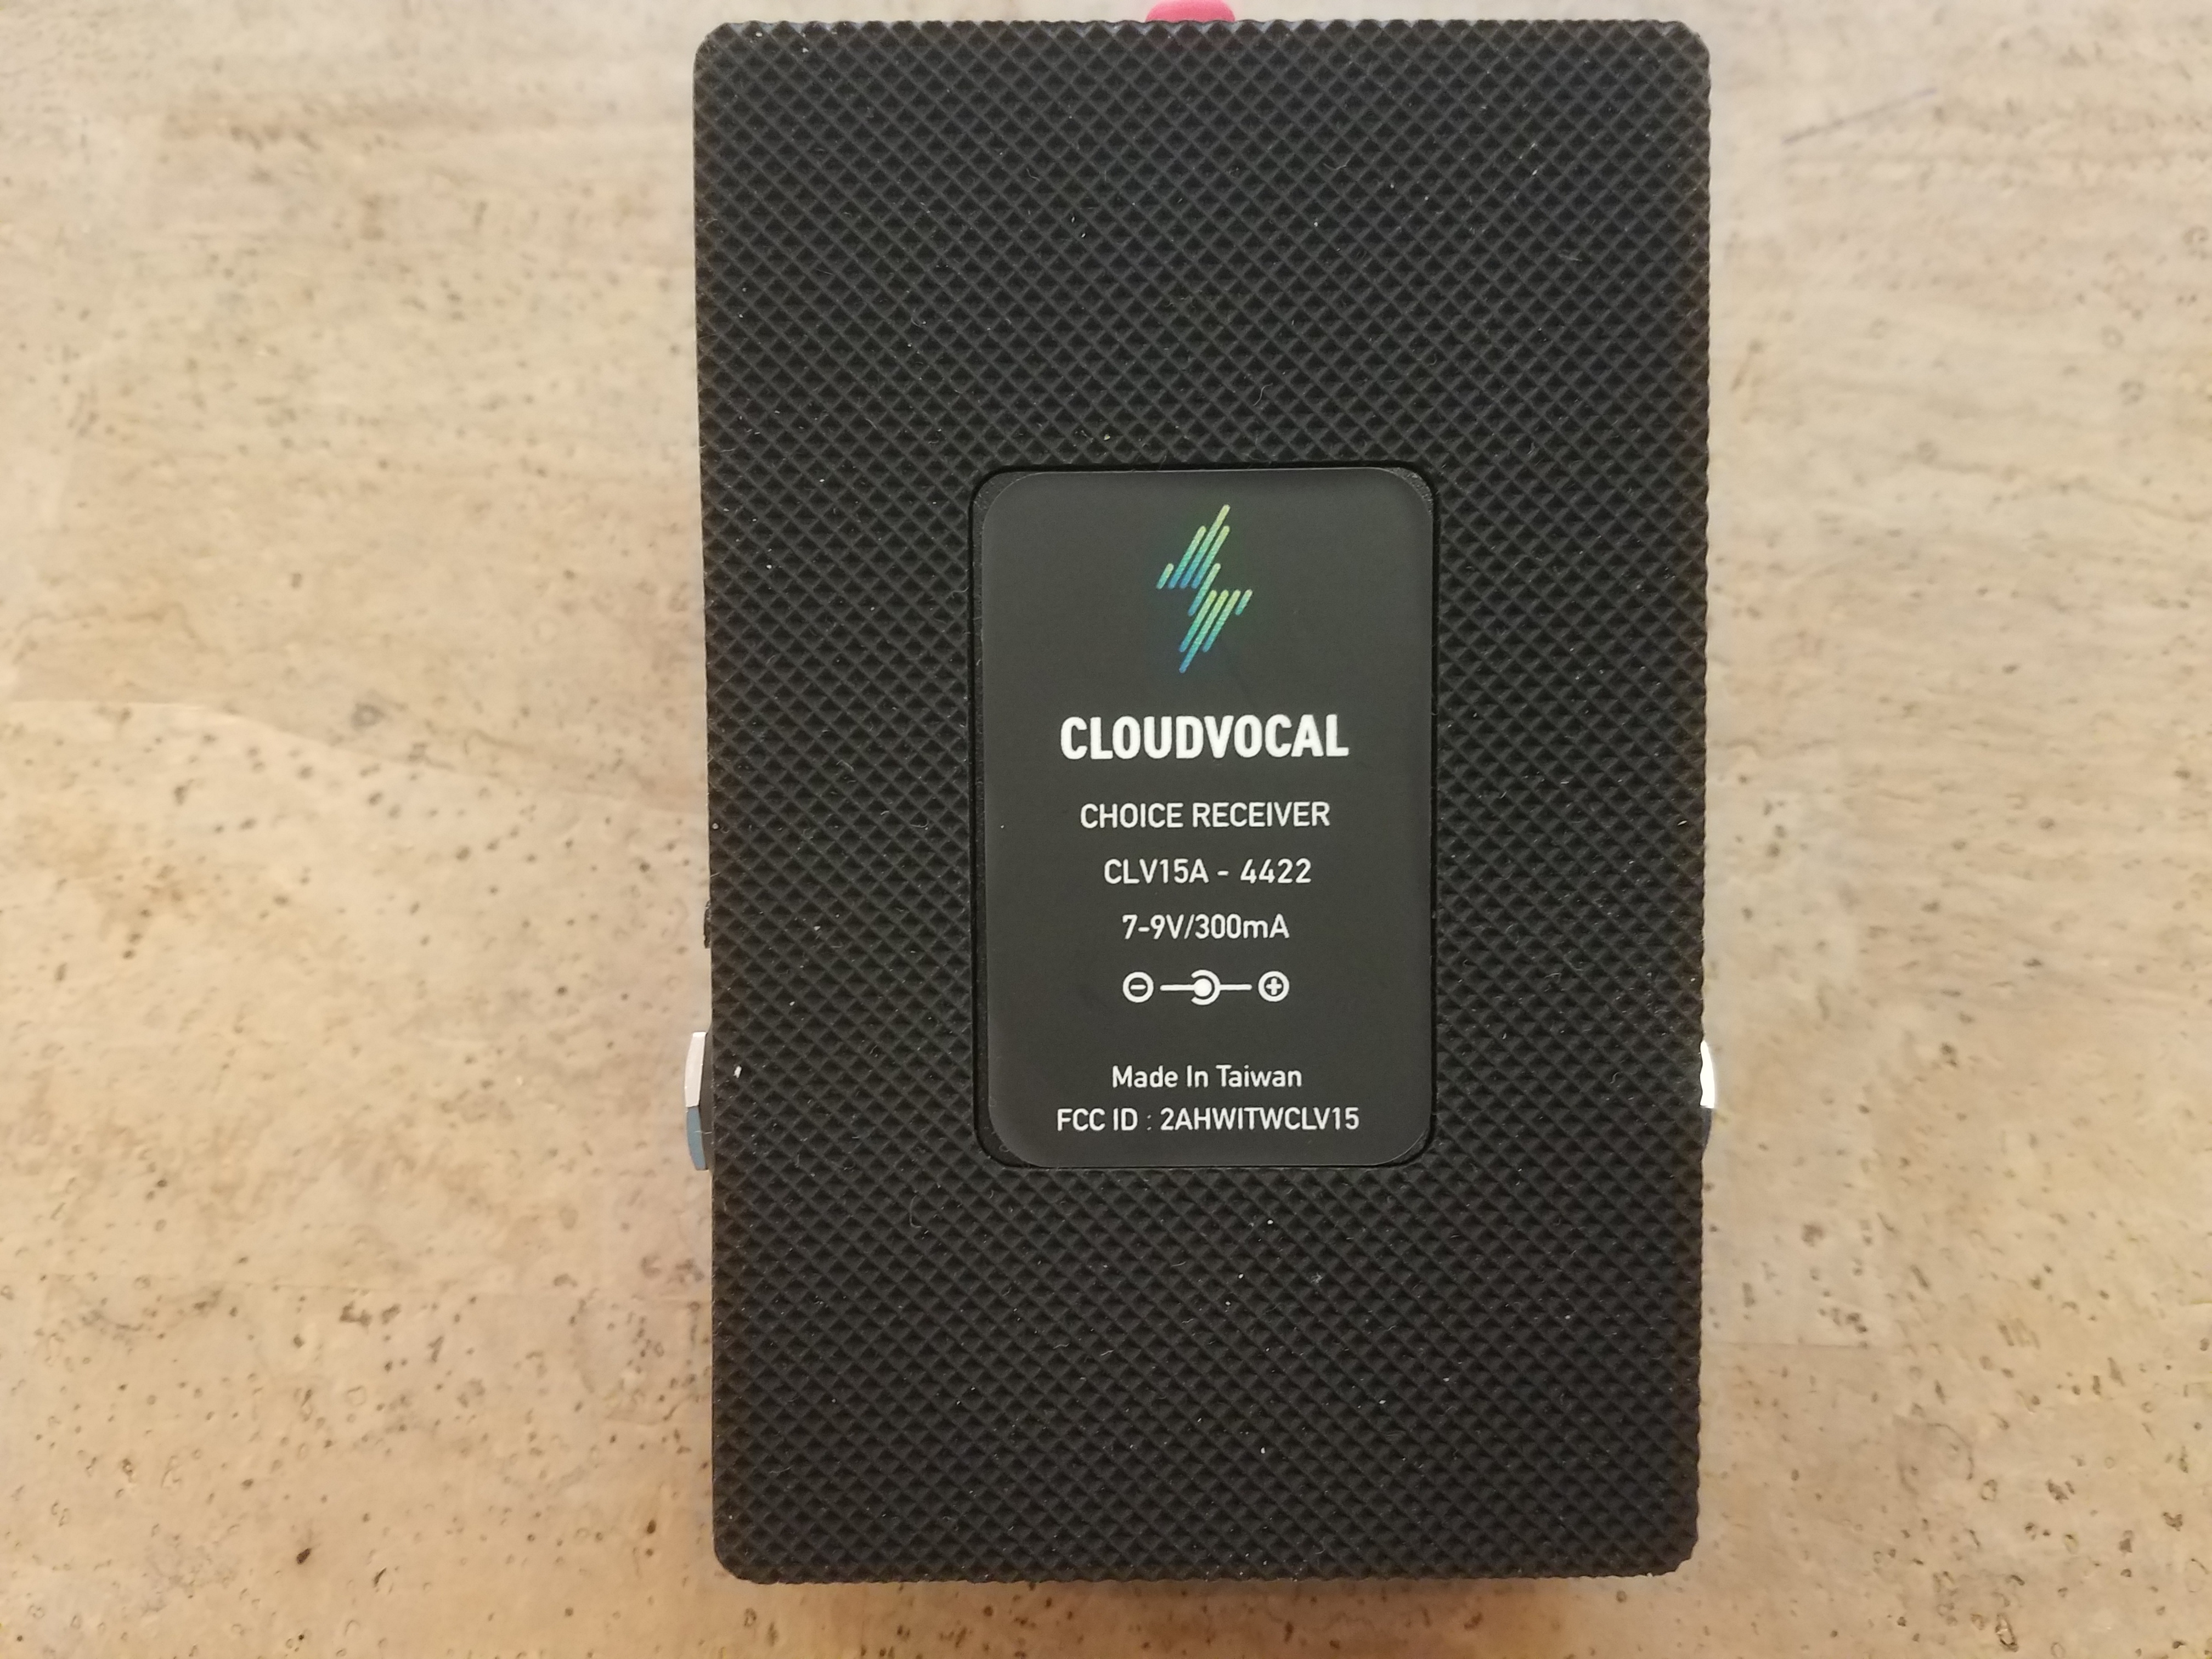 CLOUDVOCAL
CHOICE RECEIVER
CLV15A - 4422
7-9V/300mA
Made In Taiwan
FCC ID : 2AHWITWCLV15